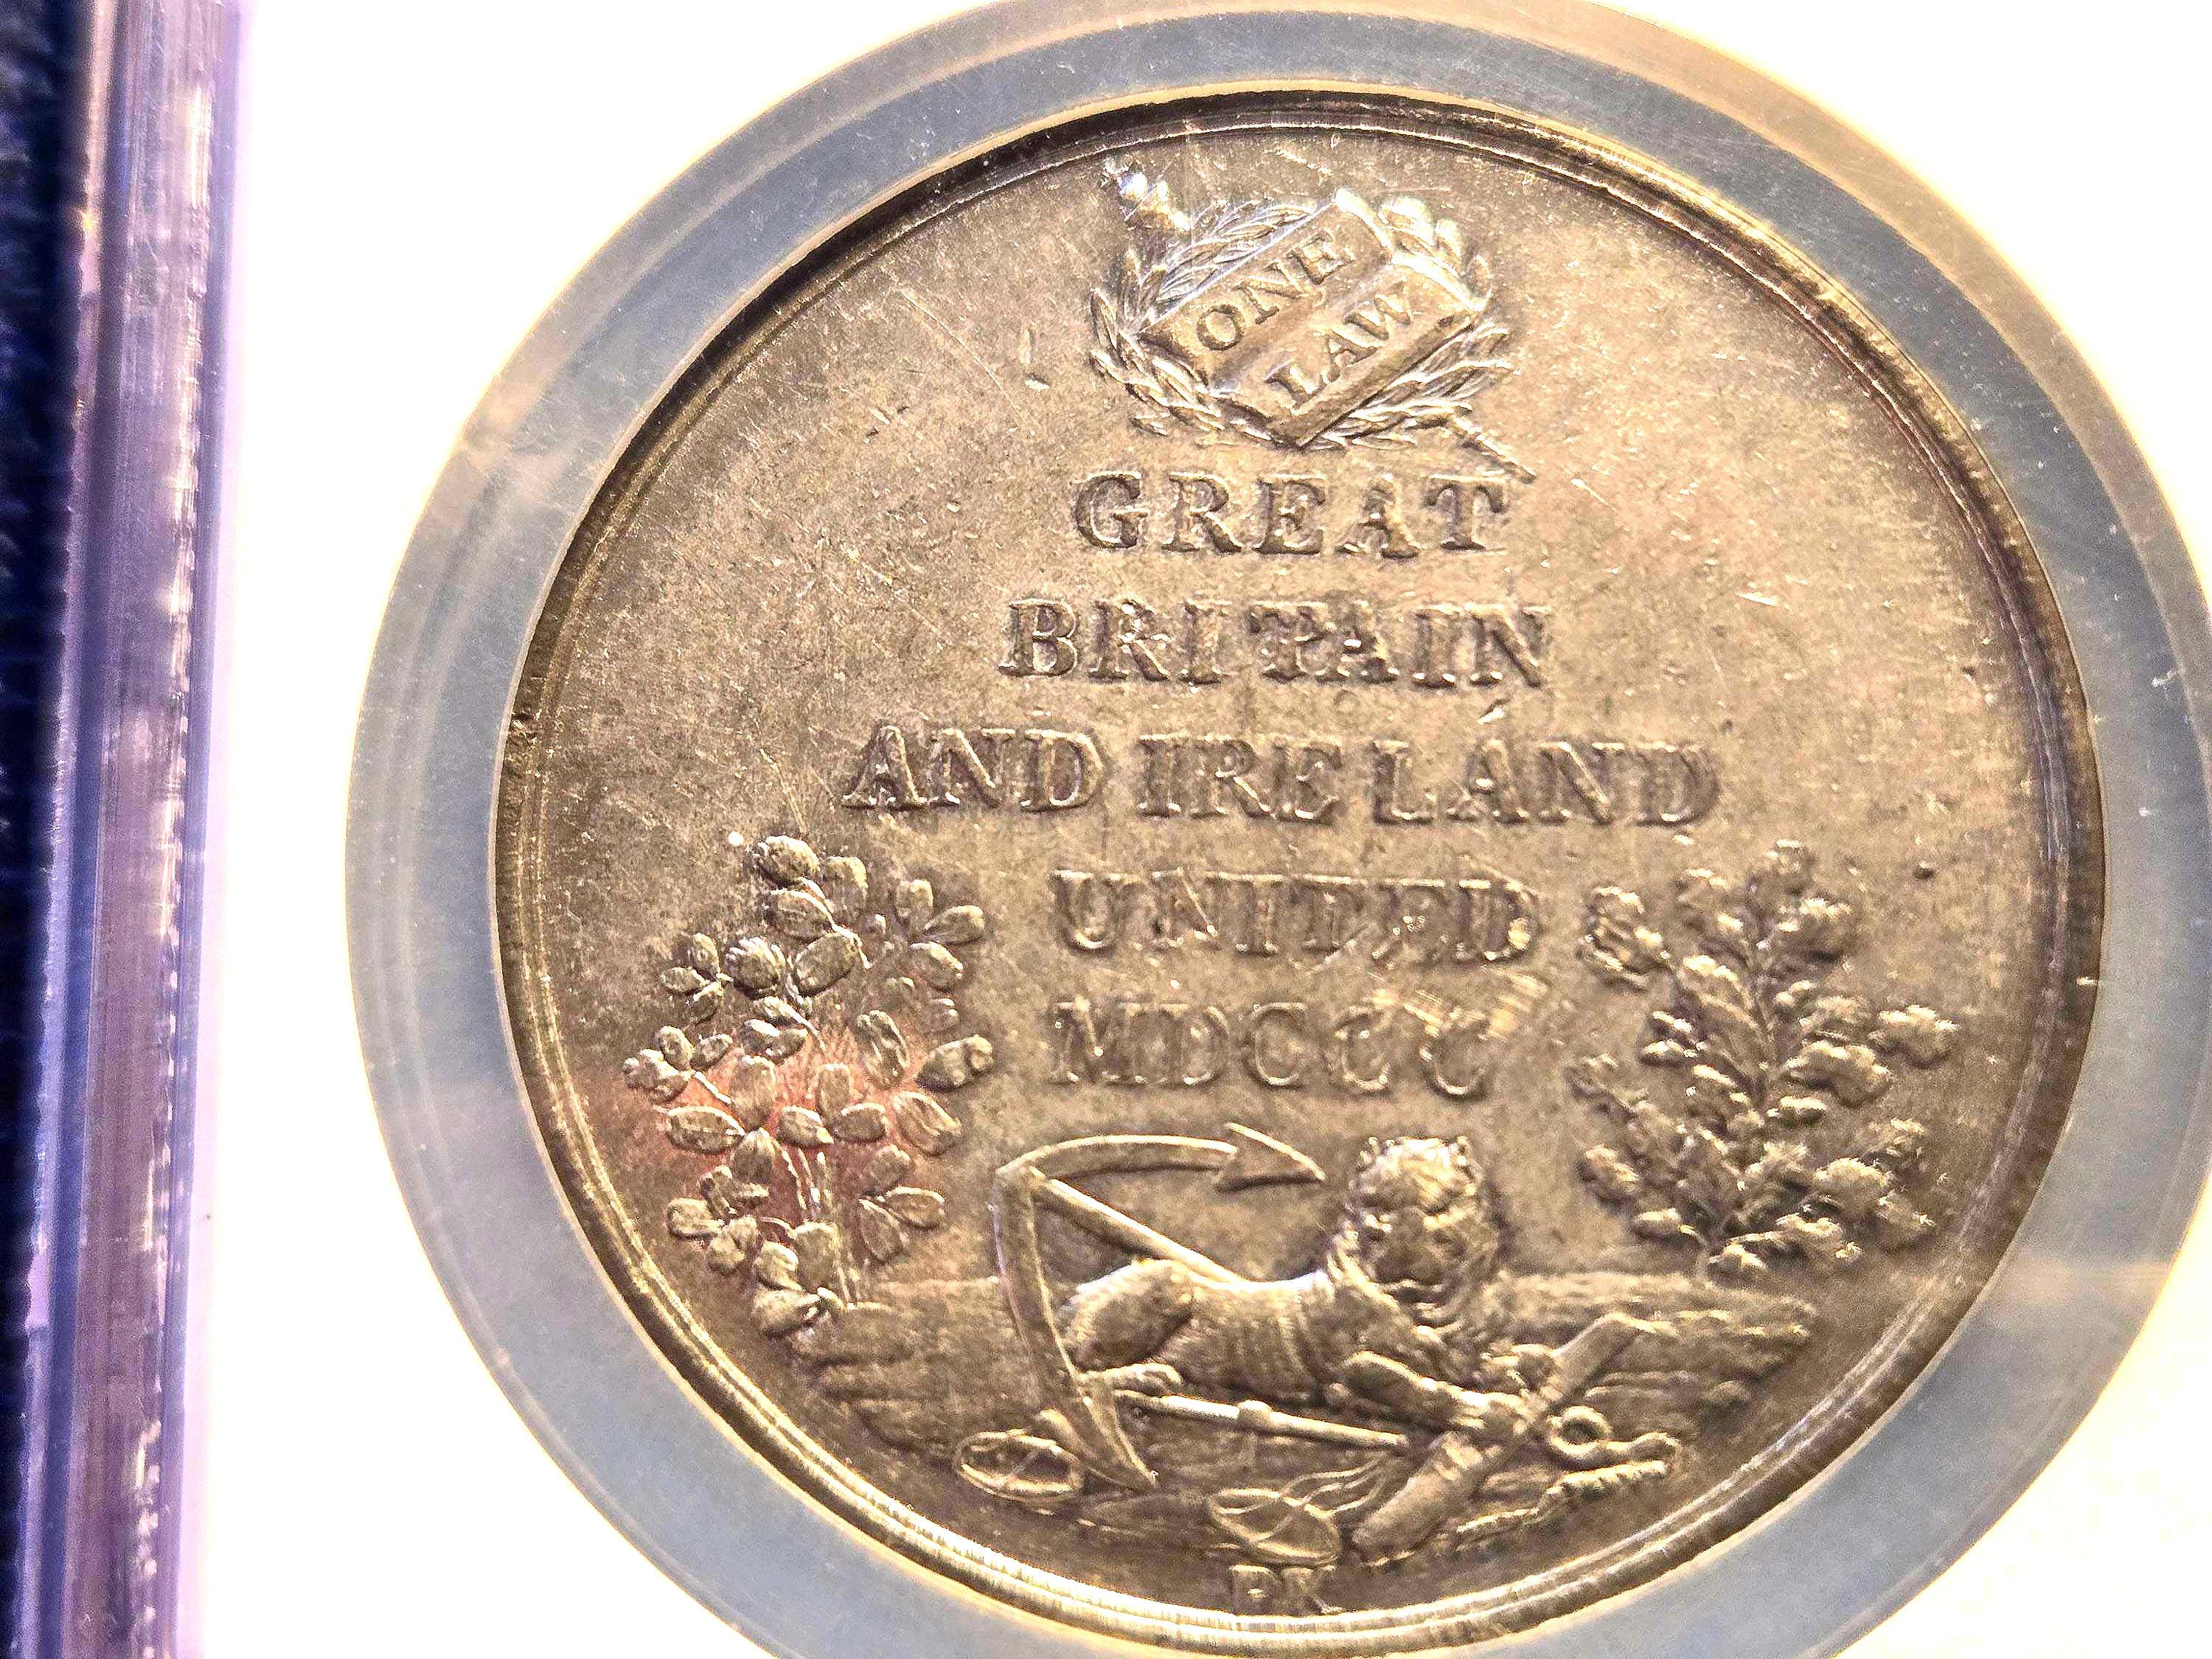 ONE
LAW
GREAT
BRITAIN
AND IRELAND
UNITED
MDCCC